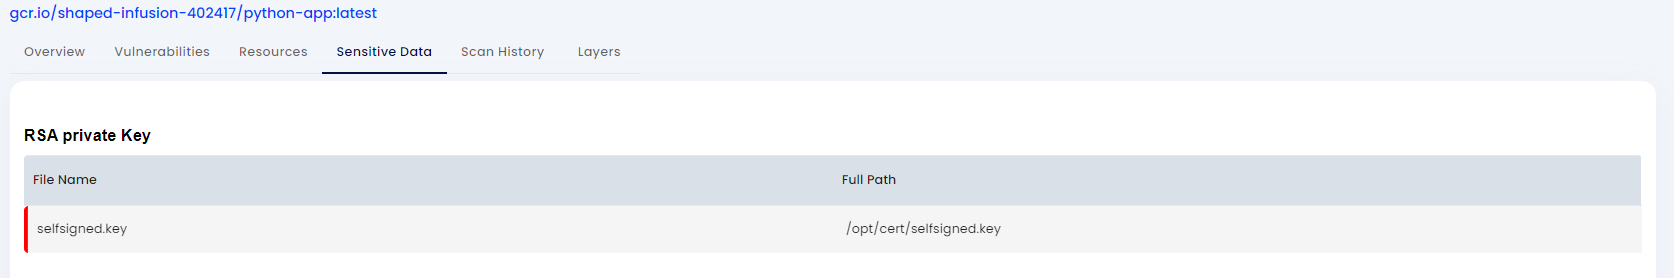 gcr.io/shaped-infusion-402417/python-app:latest
Overview Vulnerabilities Resources Sensitive Data Scan History Layers
RSA private Key
File Name Full Path
selfsigned.key /opt/cert/selfsigned.key